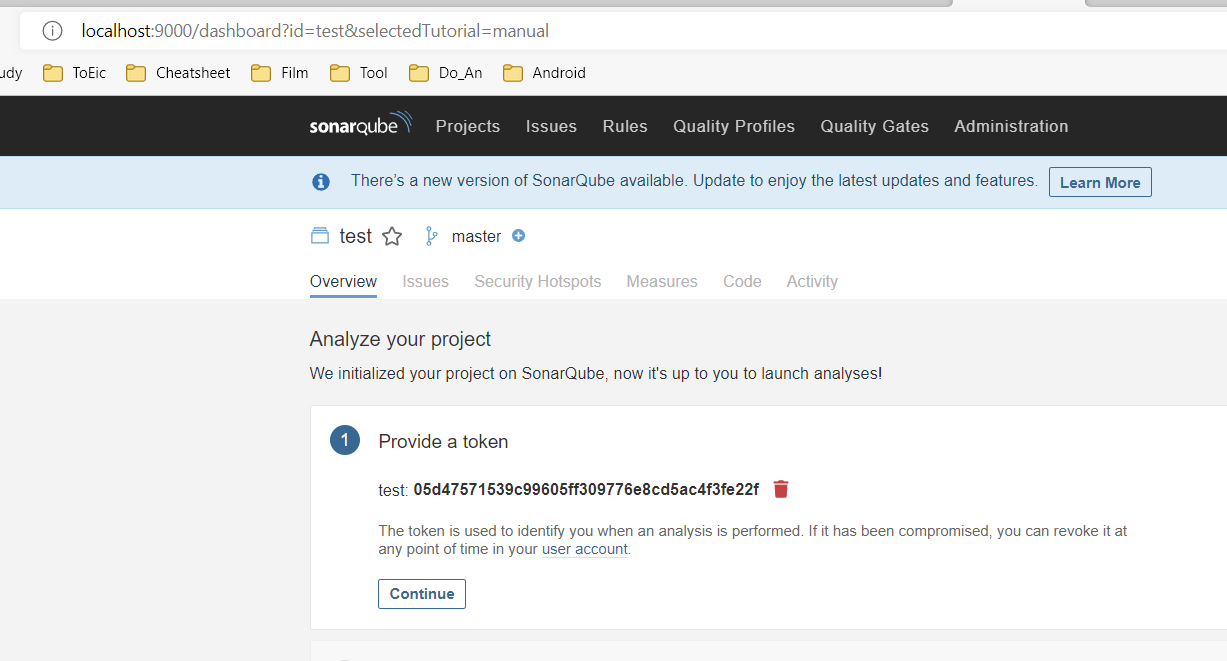 localhost:9000/dashboard?id=test&selectedTutorial=manual
udy ToEic Cheatsheet Film Tool Do_An Android
sonarqube Projects Issues Rules Quality Profiles Quality Gates Administration
There's a new version of SonarQube available. Update to enjoy the latest updates and features. Learn More
test master
Overview Issues Security Hotspots Measures Code Activity
Analyze your project
We initialized your project on SonarQube, now it's up to you to launch analyses!
1 Provide a token
test: 05d47571539c99605ff309776e8cd5ac4f3fe22f
The token is used to identify you when an analysis is performed. If it has been compromised, you can revoke it at
any point of time in your user account.
Continue